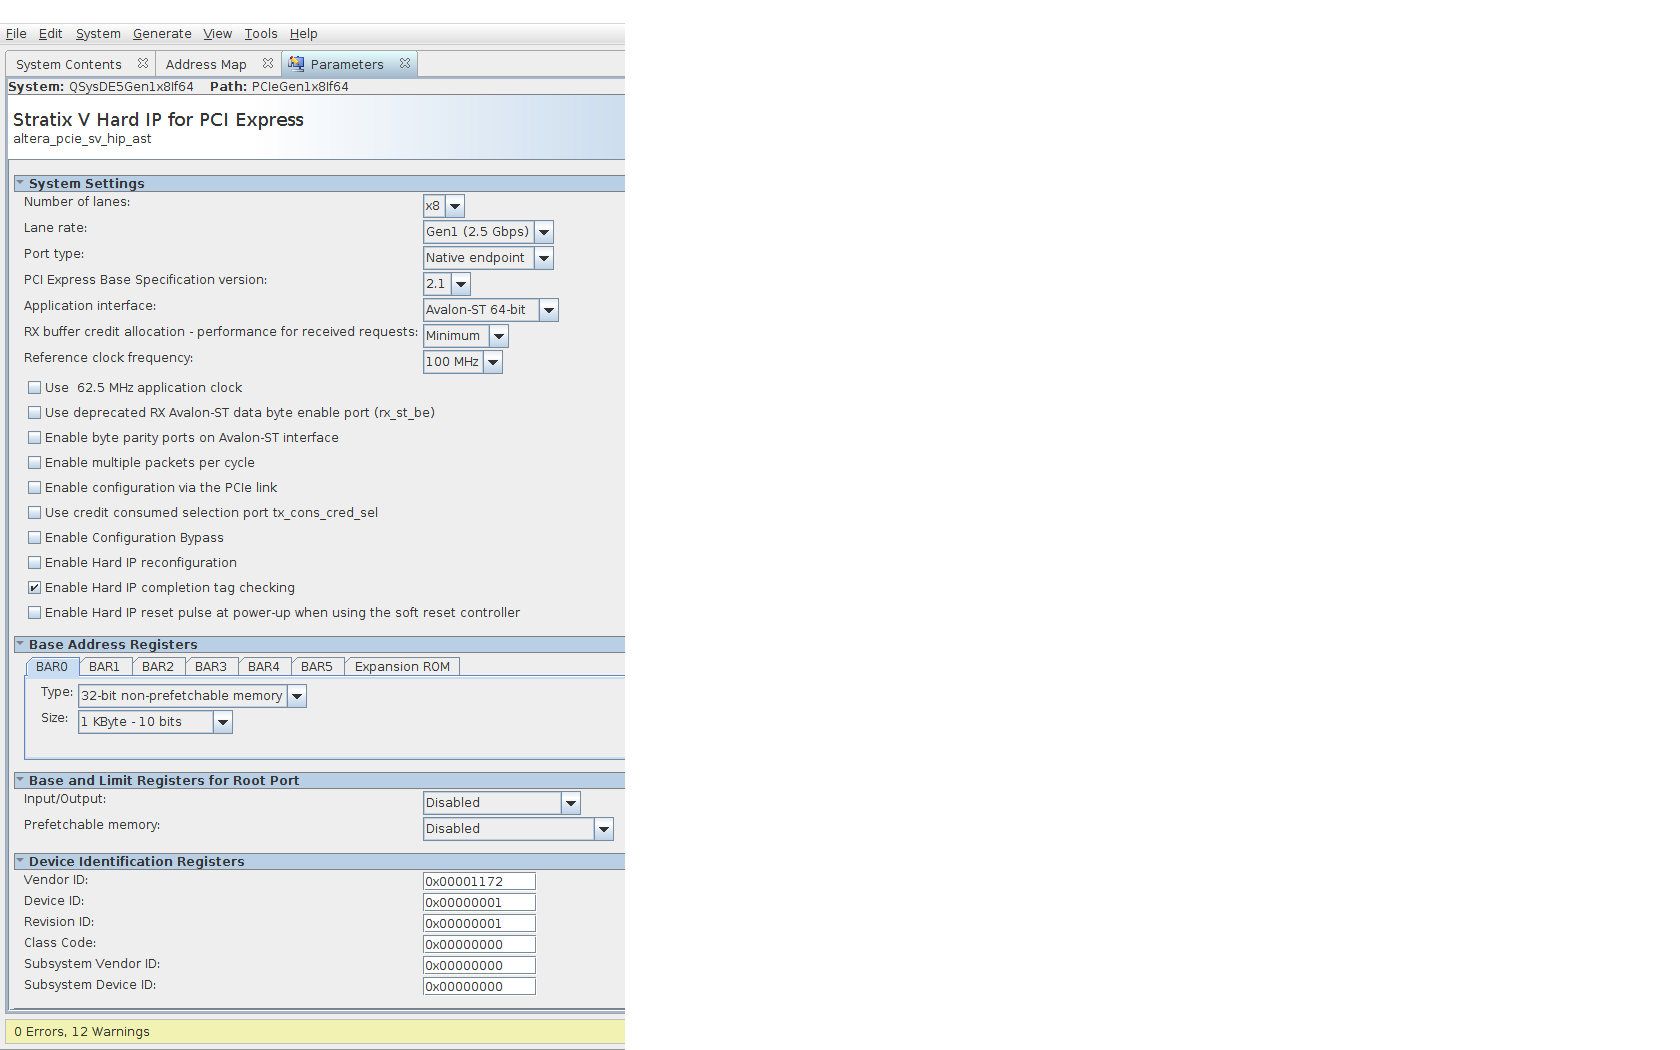 File Edit System Generate View Tools Help
System Contents Address Map Parameters
System: QSysDE5Gen1x8If64 Path: PCIeGen1x8If64
Stratix V Hard IP for PCI Express
altera_pcie_sv_hip_ast
System Settings
Number of lanes: x8
Lane rate: Gen1 (2.5 Gbps)
Port type: Native endpoint
PCI Express Base Specification version: 2.1
Application interface: Avalon-ST 64-bit
RX buffer credit allocation - performance for received requests: Minimum
Reference clock frequency: 100 MHz
Use  62.5 MHz application clock
Use deprecated RX Avalon-ST data byte enable port (rx_st_be)
Enable byte parity ports on Avalon-ST interface
Enable multiple packets per cycle
Enable configuration via the PCIe link
Use credit consumed selection port tx_cons_cred_sel
Enable Configuration Bypass
Enable Hard IP reconfiguration
Enable Hard IP completion tag checking
Enable Hard IP reset pulse at power-up when using the soft reset controller
Base Address Registers
BAR0 BAR1 BAR2 BAR3 BAR4 BAR5 Expansion ROM
Type: 32-bit non-prefetchable memory
Size: 1 KByte - 10 bits
Base and Limit Registers for Root Port
Input/Output: Disabled
Prefetchable memory: Disabled
Device Identification Registers
Vendor ID: 0x00001172
Device ID: 0x00000001
Revision ID: 0x00000001
Class Code: 0x00000000
Subsystem Vendor ID: 0x00000000
Subsystem Device ID: 0x00000000
0 Errors, 12 Warnings